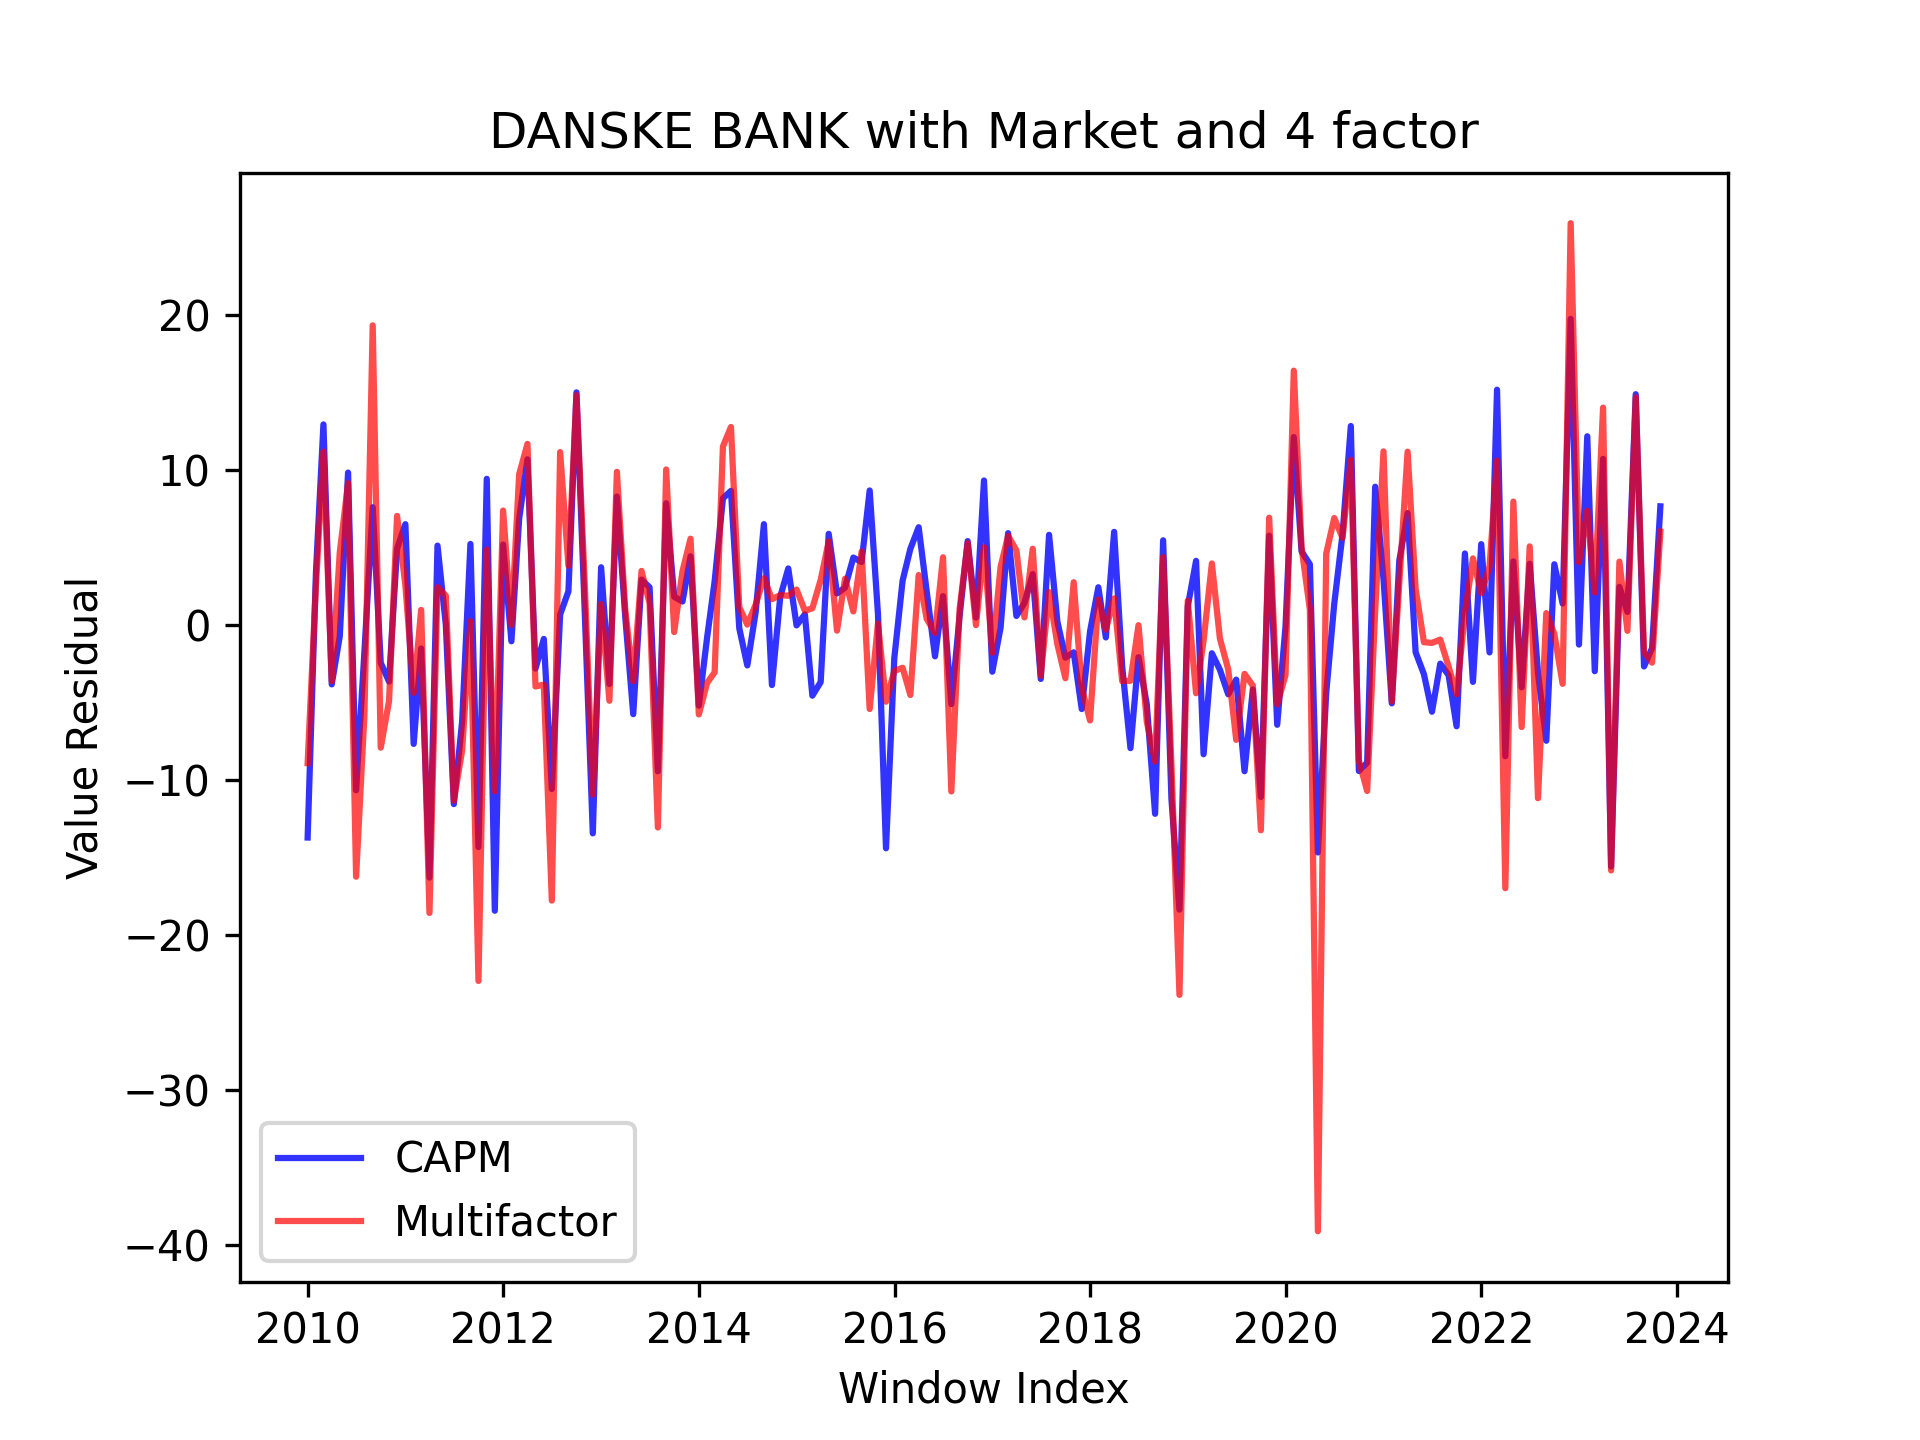 DANSKE BANK with Market and 4 factor
Value Residual
20
10
0
−10
−20
−30
−40
CAPM
Multifactor
2010 2012 2014 2016 2018 2020 2022 2024
Window Index